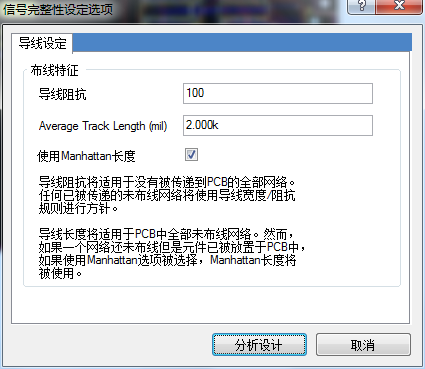 信号完整性设定选项
导线设定
布线特征
导线阻抗
100
Average Track Length (mil)
2.000k
使用Manhattan长度
导线阻抗将适用于没有被传递到PCB的全部网络。
任何已被传递的未布线网络将使用导线宽度/阻抗
规则进行方针。
导线长度将适用于PCB中全部未布线网络。然而，
如果一个网络还未布线但是元件已被放置于PCB中，
如果使用Manhattan选项被选择，Manhattan长度将
被使用。
分析设计
取消